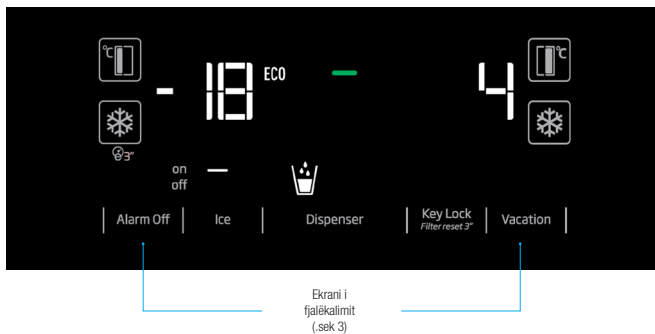 °C
°C
- 18 ECO
4
3"
on
off
Alarm Off
Ice
Dispenser
Key Lock
Filter reset 3"
Vacation
Ekrani i
fjalëkalimit
(.sek 3)